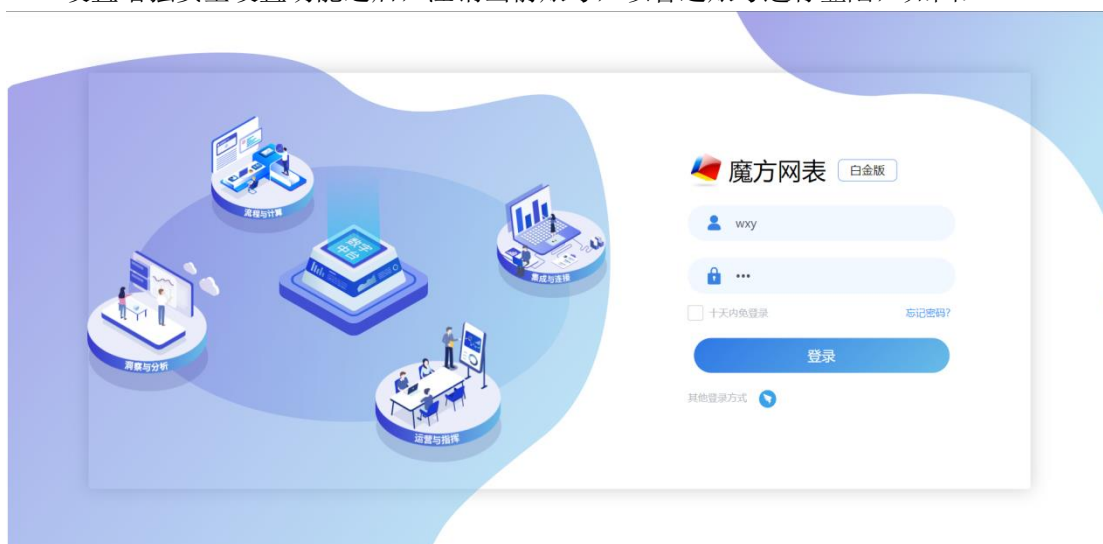 魔方网表 白金版
wxy
•••
十天内免登录 忘记密码?
登录
其他登录方式
流程与计算
数字
中台
集成与连接
洞察与分析
运营与指挥